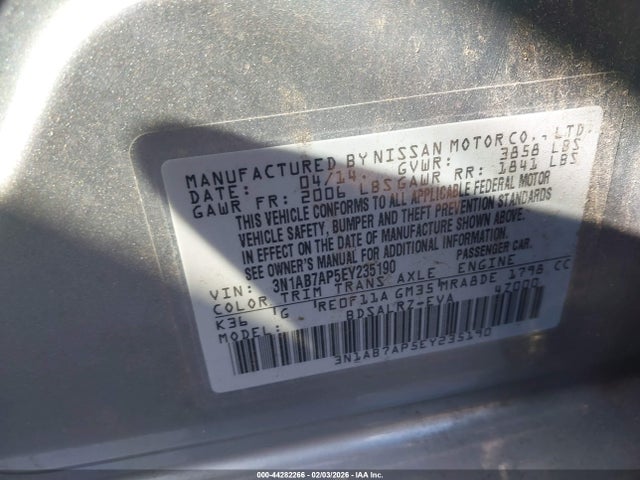 MANUFACTURED BY NISSAN MOTOR CO., LTD.
DATE: 04/14 GVWR: 3858 LBS
GAWR FR: 2006 LBS GAWR RR: 1841 LBS
THIS VEHICLE CONFORMS TO ALL APPLICABLE FEDERAL MOTOR
VEHICLE SAFETY, BUMPER AND THEFT PREVENTION STANDARDS
IN EFFECT ON THE DATE OF MANUFACTURE SHOWN ABOVE.
SEE OWNER'S MANUAL FOR ADDITIONAL INFORMATION.
VIN: 3N1AB7AP5EY235190 PASSENGER CAR
COLOR TRIM TRANS AXLE ENGINE
K36 G RE0F11A GM35 MRA8DE 1798 CC
MODEL: BDSALRZ-EVA 4Z000
3N1AB7AP5EY235190
000-44282266 - 02/03/2026 - IAA Inc.